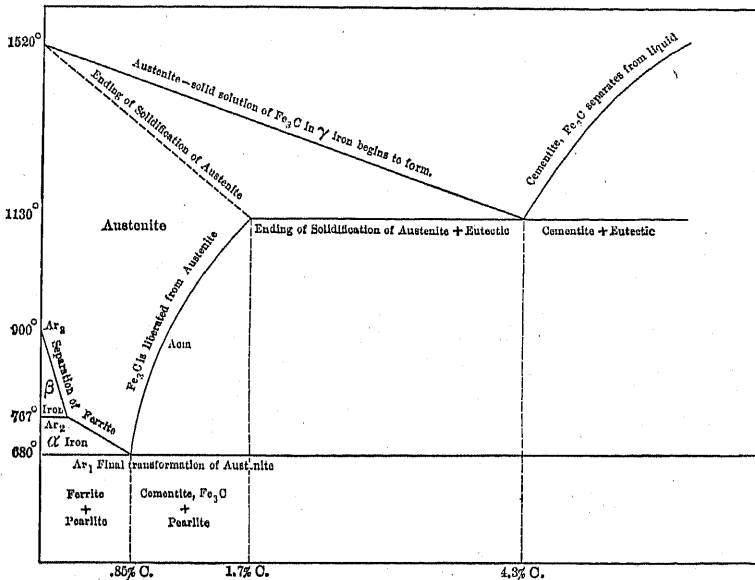 1520°
Austenite—solid solution of Fe₃C in γ iron begins to form.
Ending of Solidification of Austenite
Cementite, Fe₃C separates from liquid
1130°
Austenite
Ending of Solidification of Austenite + Eutectic
Cementite + Eutectic
Fe₃C is liberated from Austenite
Acm
900°
Ar₃
Separation of Ferrite
β
Iron
767°
Ar₂
α Iron
680°
Ar₁ Final transformation of Austenite
Ferrite
+
Pearlite
Cementite, Fe₃C
+
Pearlite
.85% C.
1.7% C.
4.3% C.